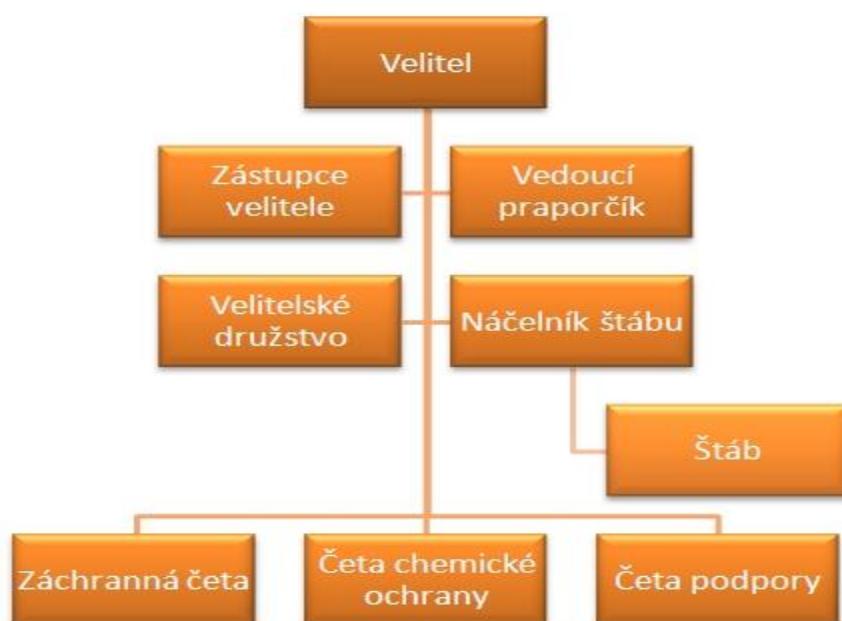 Velitel
Zástupce
velitele
Vedoucí
praporčík
Velitelské
družstvo
Náčelník štábu
Štáb
Záchranná četa
Četa chemické
ochrany
Četa podpory